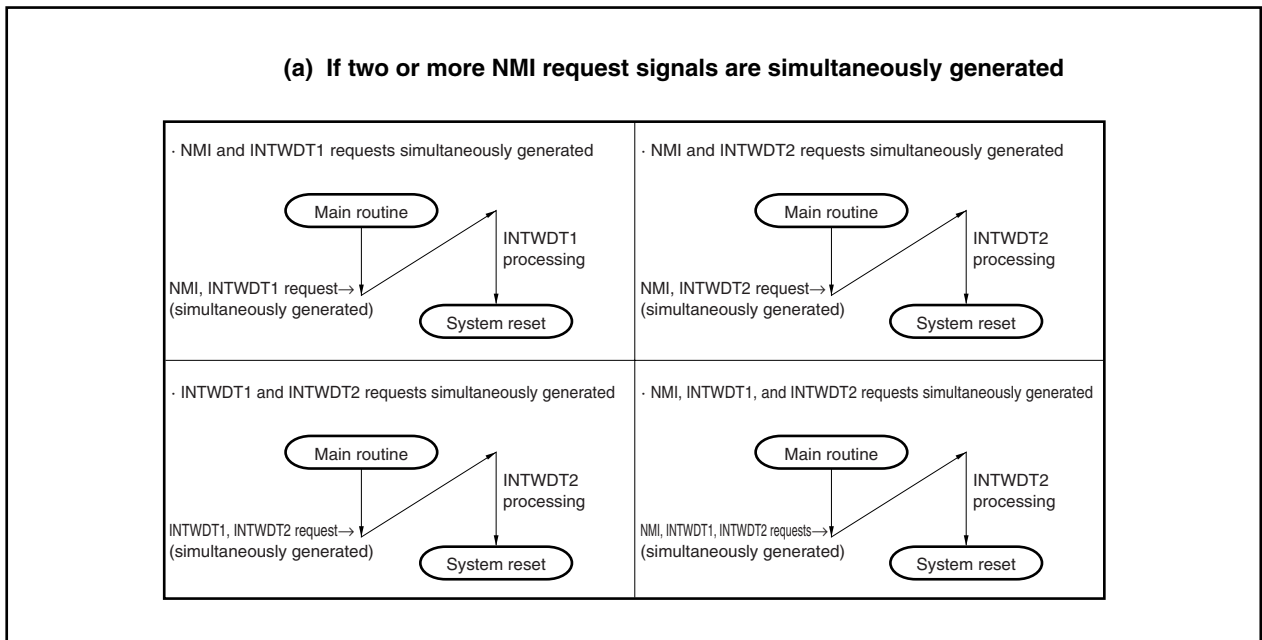 (a) If two or more NMI request signals are simultaneously generated
· NMI and INTWDT1 requests simultaneously generated
Main routine
INTWDT1
processing
NMI, INTWDT1 request→
(simultaneously generated)
System reset
· NMI and INTWDT2 requests simultaneously generated
Main routine
INTWDT2
processing
NMI, INTWDT2 request→
(simultaneously generated)
System reset
· INTWDT1 and INTWDT2 requests simultaneously generated
Main routine
INTWDT2
processing
INTWDT1, INTWDT2 request→
(simultaneously generated)
System reset
· NMI, INTWDT1, and INTWDT2 requests simultaneously generated
Main routine
INTWDT2
processing
NMI, INTWDT1, INTWDT2 requests→
(simultaneously generated)
System reset